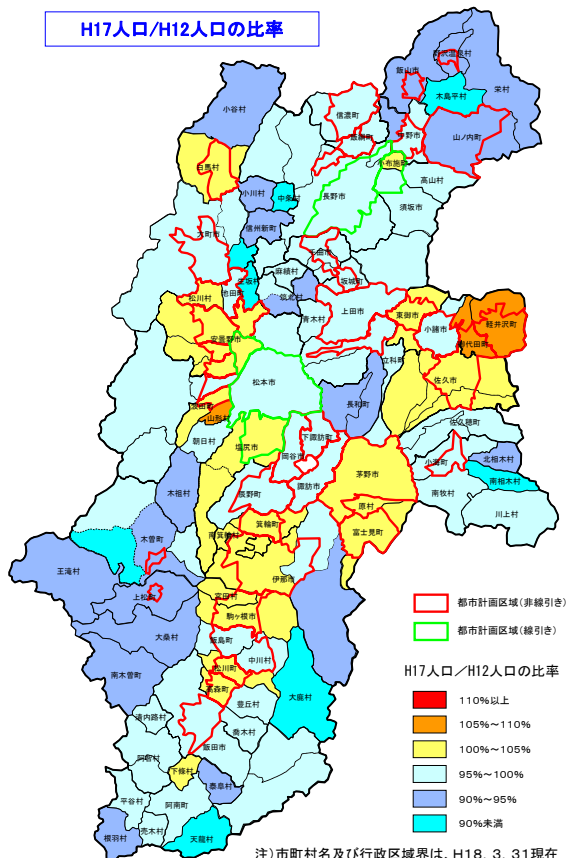 H17人口/H12人口の比率
野沢温泉村
飯山市
栄村
木島平村
小谷村
信濃町
飯綱町
中野市
山ノ内町
白馬村
小布施町
高山村
小川村
中条村
長野市
須坂市
信州新町
大町市
千曲市
麻績村
生坂村
坂城町
池田町
松川村
筑北村
青木村
上田市
東御市
軽井沢町
小諸市
御代田町
安曇野市
立科町
松本市
佐久市
波田町
長和町
山形村
朝日村
塩尻市
下諏訪町
佐久穂町
岡谷市
小海町
北相木村
茅野市
南相木村
諏訪市
辰野町
木祖村
南牧村
原村
川上村
箕輪町
南箕輪村
富士見町
木曽町
王滝村
伊那市
上松町
宮田村
駒ヶ根市
大桑村
飯島町
中川村
南木曽町
松川町
高森町
大鹿村
豊丘村
清内路村
喬木村
飯田市
阿智村
下條村
泰阜村
平谷村
阿南町
売木村
根羽村
天龍村
都市計画区域(非線引き)
都市計画区域(線引き)
H17人口／H12人口の比率
110%以上
105%～110%
100%～105%
95%～100%
90%～95%
90%未満
注)市町村名及び行政区域界は、H18．3．31現在